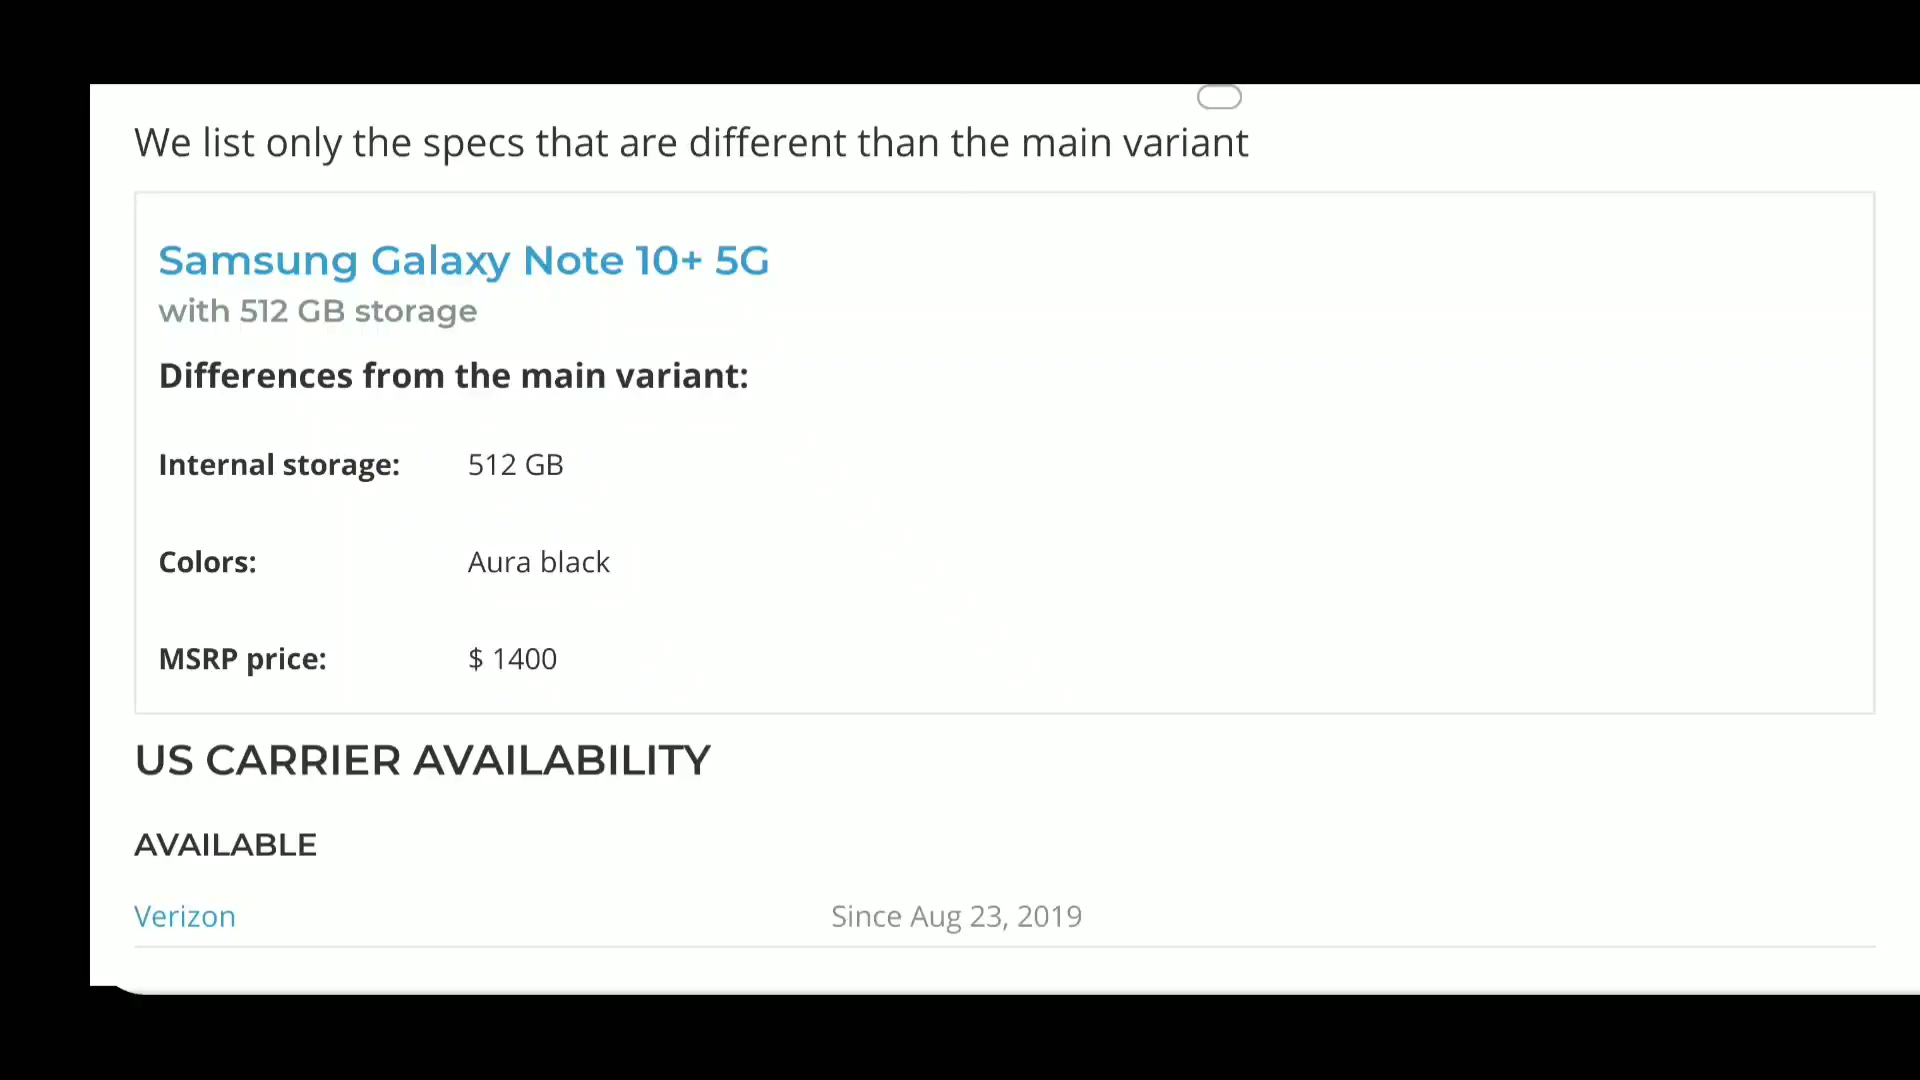 We list only the specs that are different than the main variant
Samsung Galaxy Note 10+ 5G
with 512 GB storage
Differences from the main variant:
Internal storage: 512 GB
Colors: Aura black
MSRP price: $ 1400
US CARRIER AVAILABILITY
AVAILABLE
Verizon Since Aug 23, 2019